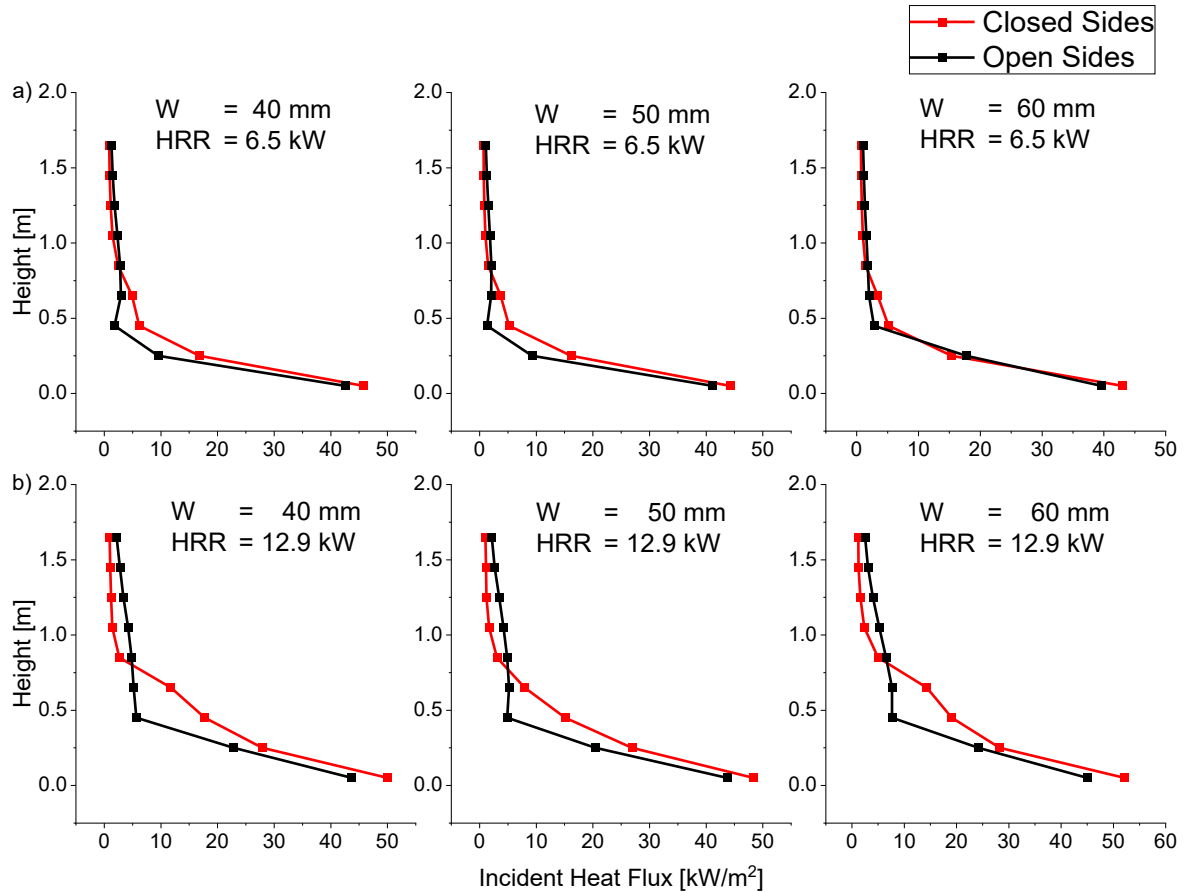 Closed Sides
Open Sides
a)
W = 40 mm
HRR = 6.5 kW
W = 50 mm
HRR = 6.5 kW
W = 60 mm
HRR = 6.5 kW
2.0
1.5
1.0
0.5
0.0
Height [m]
0 10 20 30 40 50
2.0
1.5
1.0
0.5
0.0
0 10 20 30 40 50
2.0
1.5
1.0
0.5
0.0
0 10 20 30 40 50
b)
W = 40 mm
HRR = 12.9 kW
W = 50 mm
HRR = 12.9 kW
W = 60 mm
HRR = 12.9 kW
2.0
1.5
1.0
0.5
0.0
Height [m]
0 10 20 30 40 50
2.0
1.5
1.0
0.5
0.0
0 10 20 30 40 50
2.0
1.5
1.0
0.5
0.0
0 10 20 30 40 50 60
Incident Heat Flux [kW/m²]